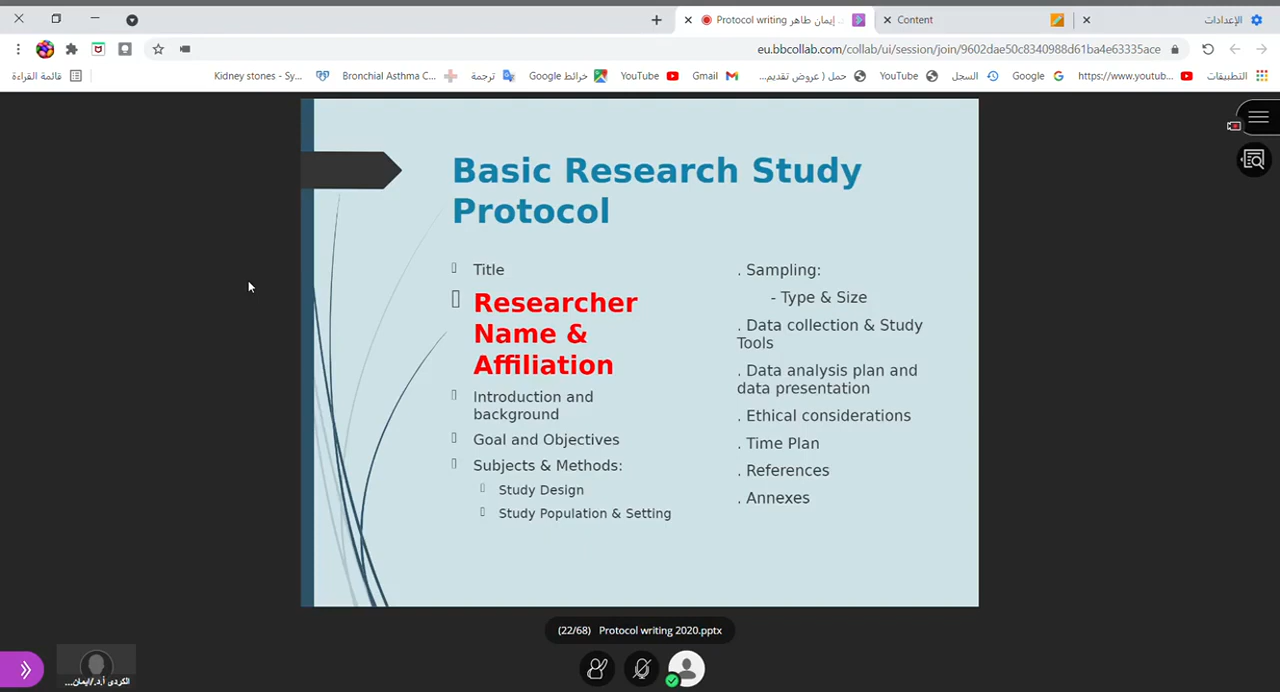 Protocol writing إيمان طاهر ...
Content
الإعدادات
eu.bbcollab.com/collab/ui/session/join/9602dae50c8340988d61ba4e63335ace
قائمة القراءة
Kidney stones - Sy...
Bronchial Asthma C...
ترجمة
خرائط Google
YouTube
Gmail
حمل ( عروض تقديم...
YouTube
السجل
Google
https://www.youtub...
التطبيقات
Basic Research Study
Protocol
Title
Researcher
Name &
Affiliation
Introduction and
background
Goal and Objectives
Subjects & Methods:
Study Design
Study Population & Setting
. Sampling:
- Type & Size
. Data collection & Study
Tools
. Data analysis plan and
data presentation
. Ethical considerations
. Time Plan
. References
. Annexes
(22/68) Protocol writing 2020.pptx
الكردى أ.د/ايمان...